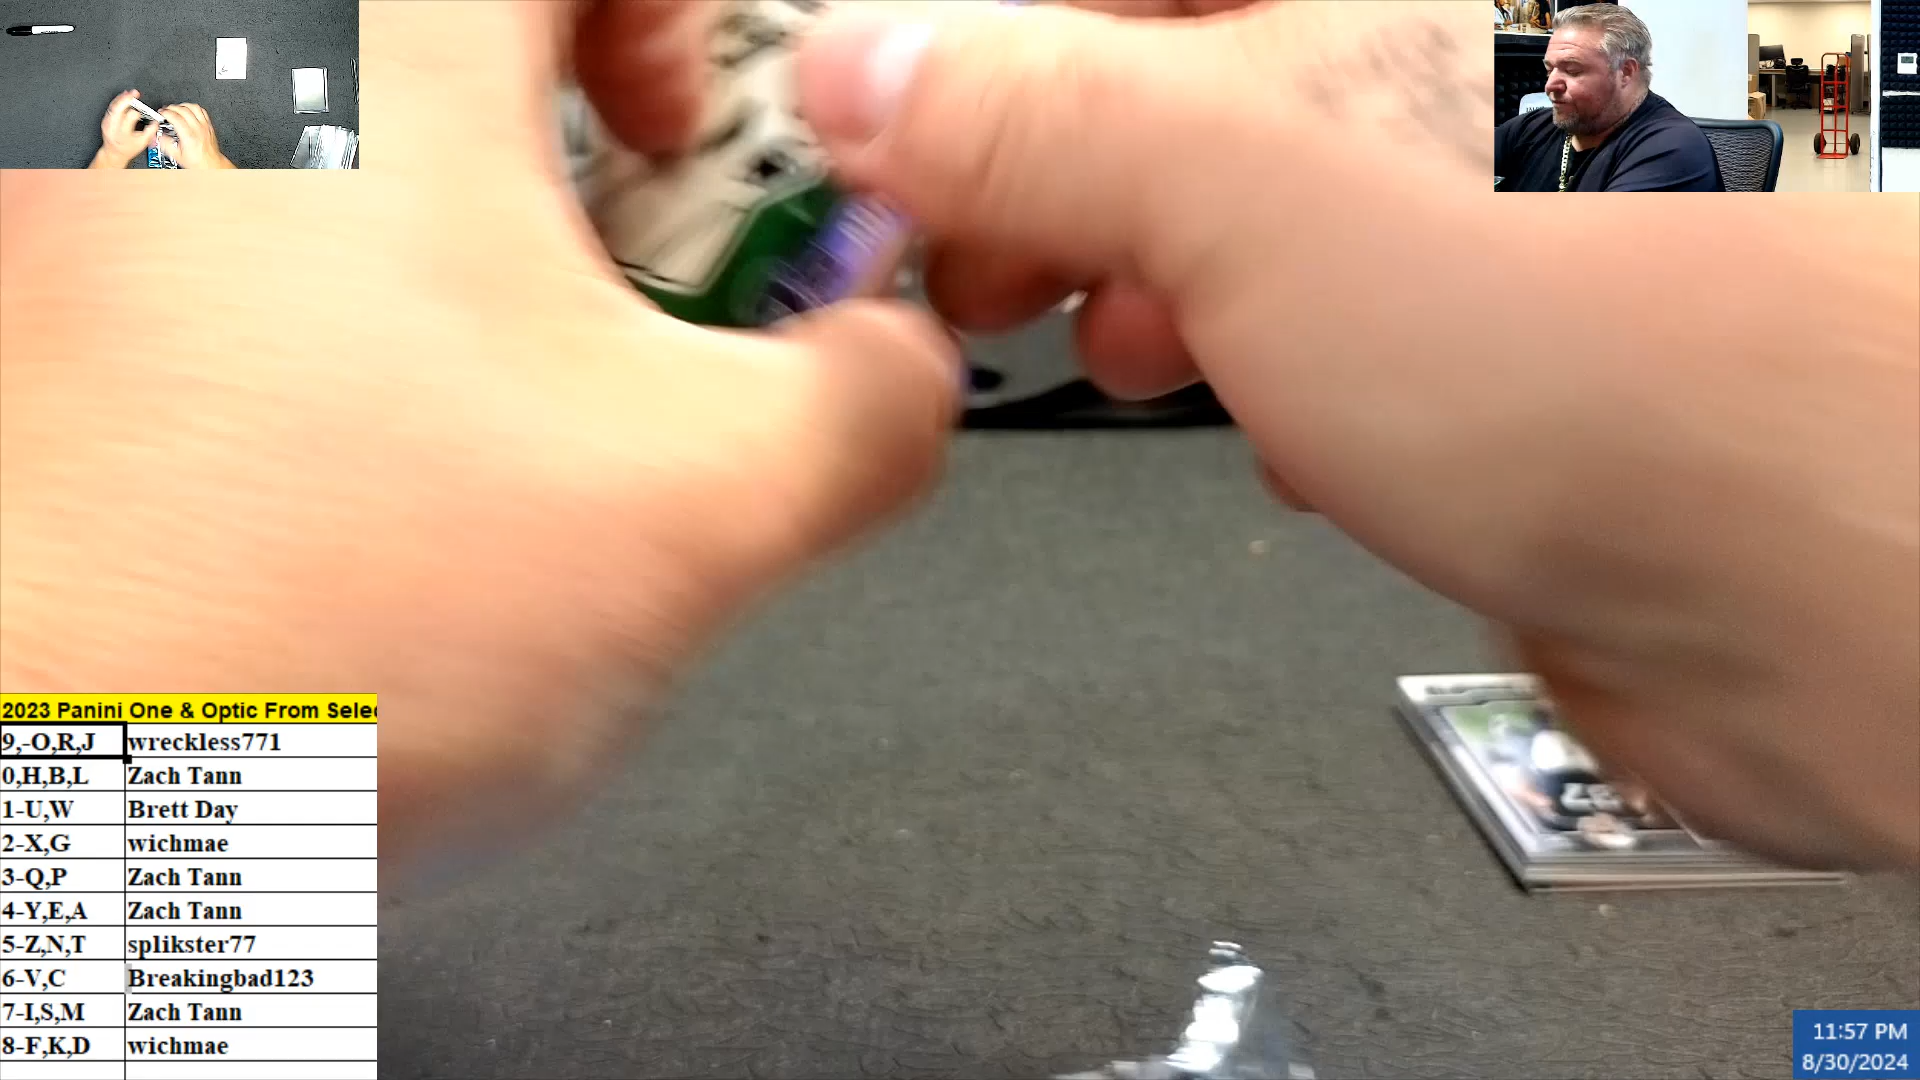 2023 Panini One & Optic From Selec
9,-O,R,J wreckless771
0,H,B,L Zach Tann
1-U,W Brett Day
2-X,G wichmae
3-Q,P Zach Tann
4-Y,E,A Zach Tann
5-Z,N,T splikster77
6-V,C Breakingbad123
7-I,S,M Zach Tann
8-F,K,D wichmae
87
11:57 PM
8/30/2024